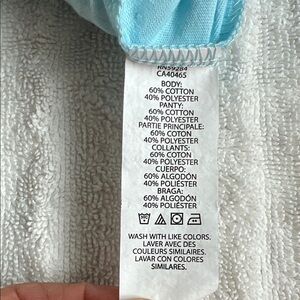 RN59284
CA40465
BODY:
60% COTTON
40% POLYESTER
PANTY:
60% COTTON
40% POLYESTER
PARTIE PRINCIPALE:
60% COTON
40% POLYESTER
COLLANTS:
60% COTON
40% POLYESTER
CUERPO:
60% ALGODÓN
40% POLIÉSTER
BRAGA:
60% ALGODÓN
40% POLIÉSTER
WASH WITH LIKE COLORS.
LAVER AVEC DES
COULEURS SIMILAIRES.
LAVAR CON COLORES
SIMILARES.